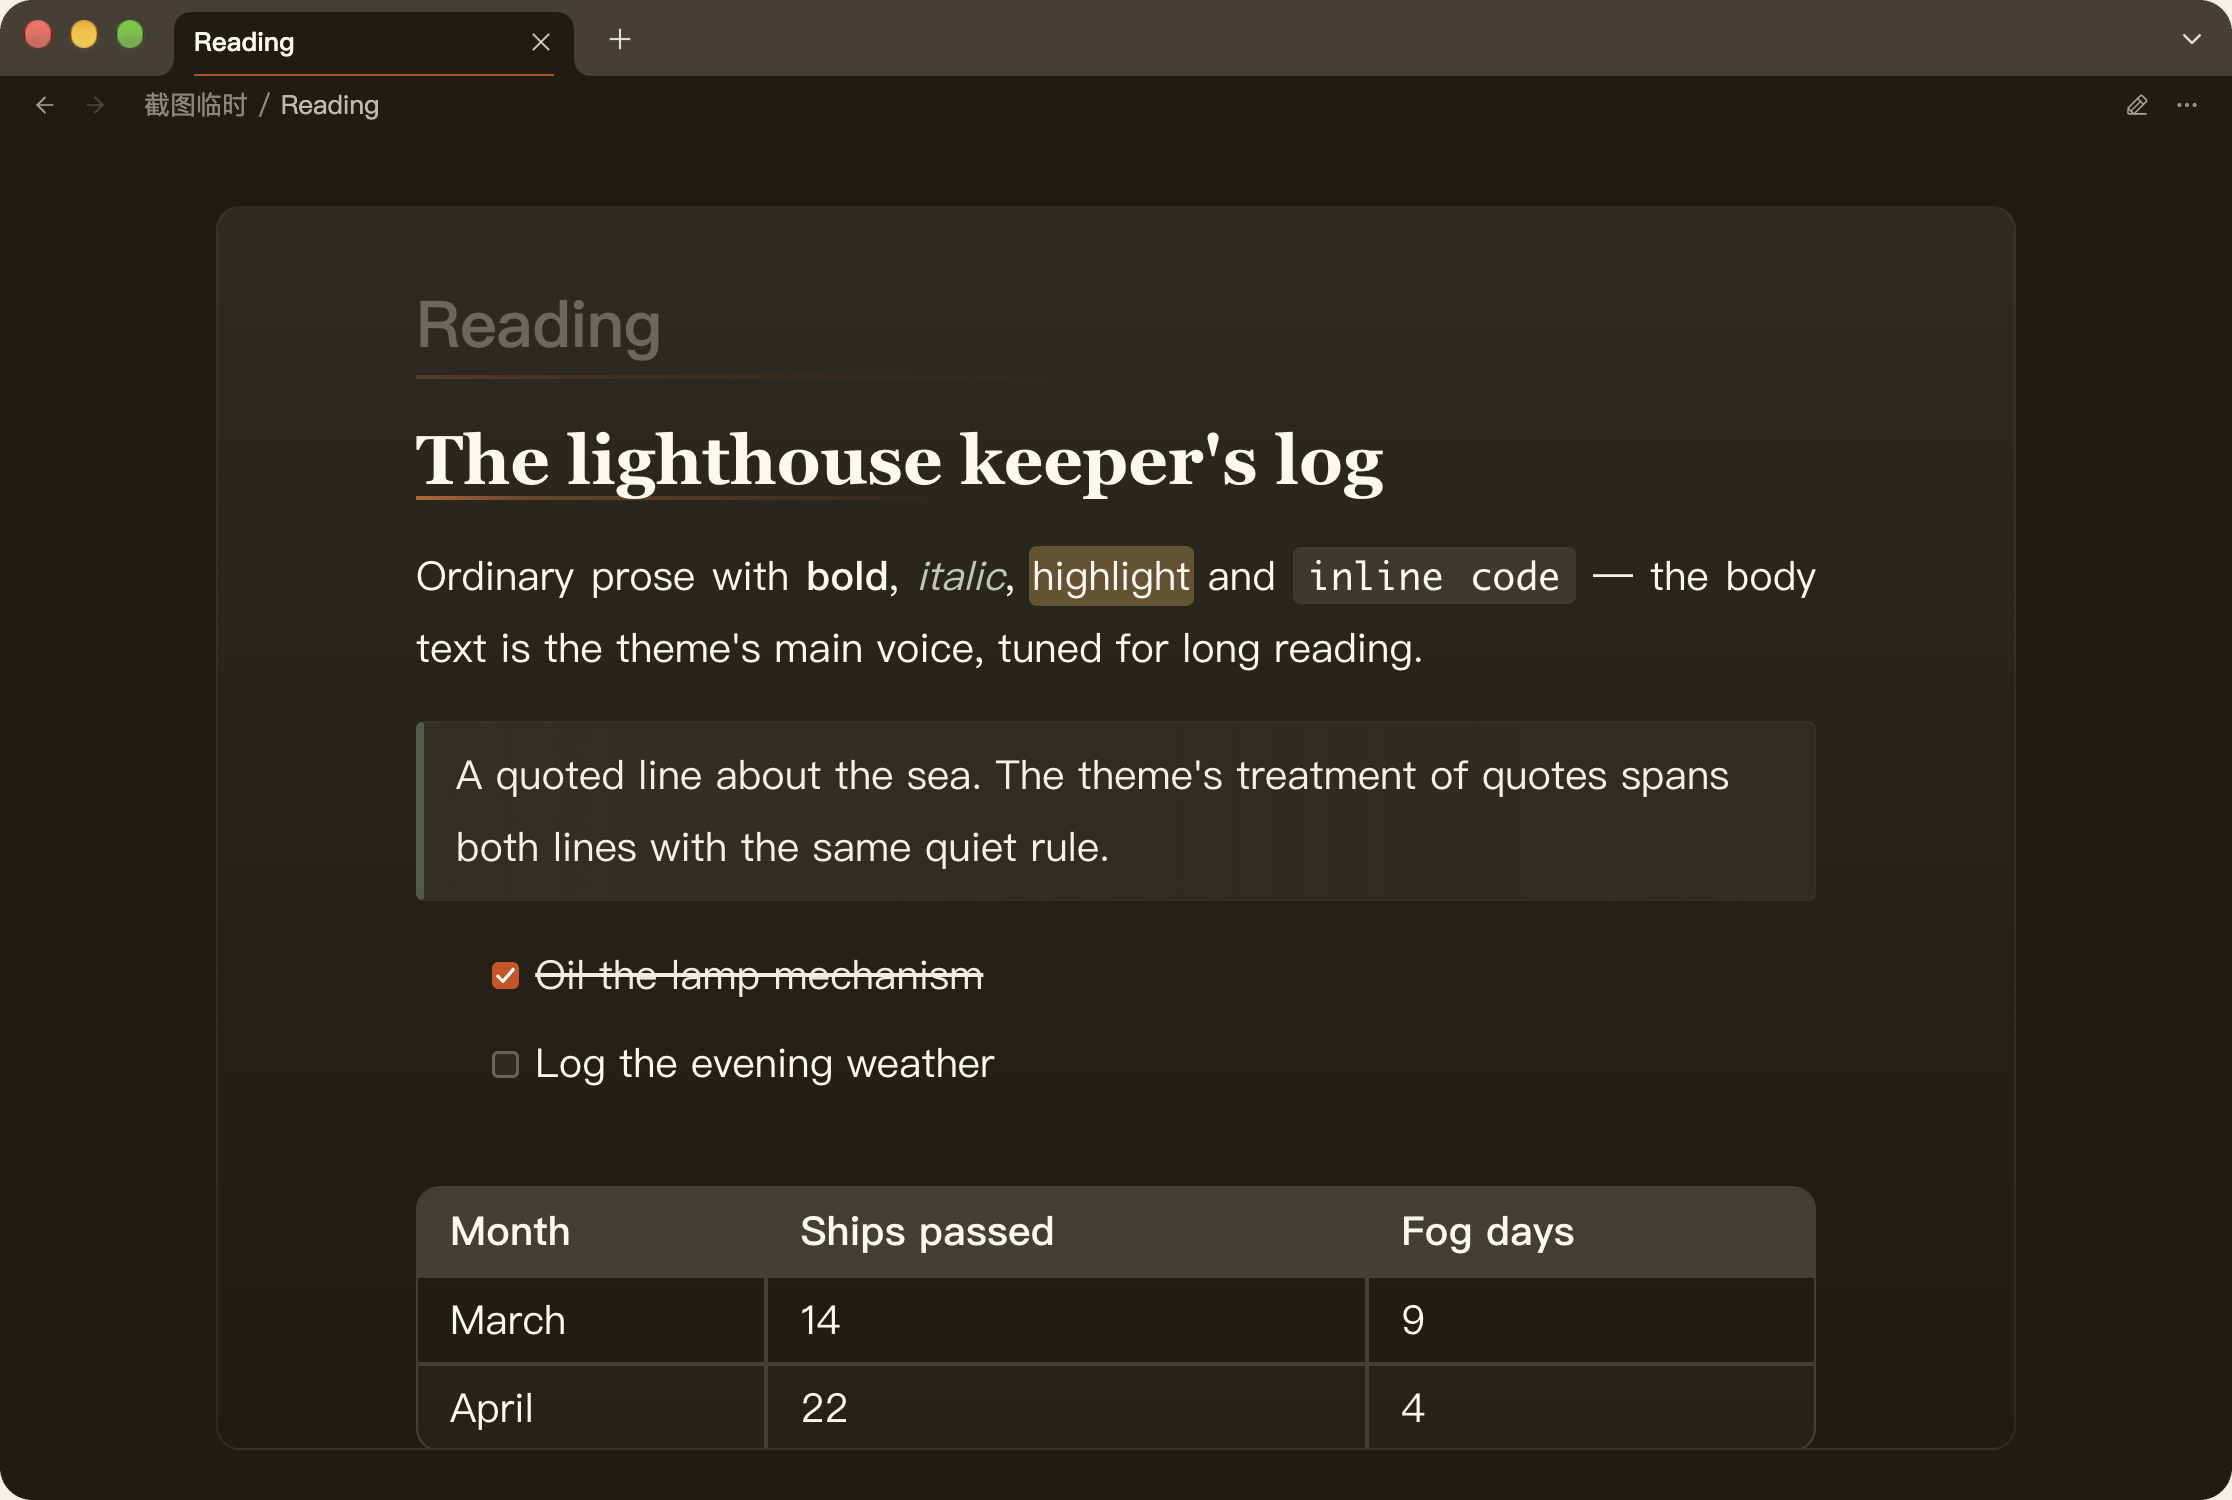 Reading
截图临时 / Reading
Reading
The lighthouse keeper's log
Ordinary prose with bold, italic, highlight and inline code — the body
text is the theme's main voice, tuned for long reading.
A quoted line about the sea. The theme's treatment of quotes spans
both lines with the same quiet rule.
Oil the lamp mechanism
Log the evening weather
Month Ships passed Fog days
March 14 9
April 22 4